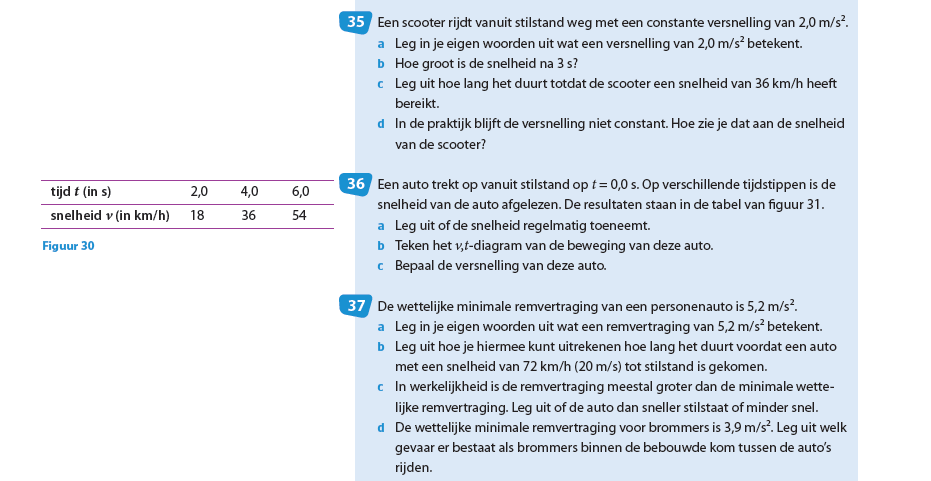 35 Een scooter rijdt vanuit stilstand weg met een constante versnelling van 2,0 m/s².
a Leg in je eigen woorden uit wat een versnelling van 2,0 m/s² betekent.
b Hoe groot is de snelheid na 3 s?
c Leg uit hoe lang het duurt totdat de scooter een snelheid van 36 km/h heeft
bereikt.
d In de praktijk blijft de versnelling niet constant. Hoe zie je dat aan de snelheid
van de scooter?
tijd t (in s) 2,0 4,0 6,0
snelheid v (in km/h) 18 36 54
Figuur 30
36 Een auto trekt op vanuit stilstand op t = 0,0 s. Op verschillende tijdstippen is de
snelheid van de auto afgelezen. De resultaten staan in de tabel van figuur 31.
a Leg uit of de snelheid regelmatig toeneemt.
b Teken het v,t-diagram van de beweging van deze auto.
c Bepaal de versnelling van deze auto.
37 De wettelijke minimale remvertraging van een personenauto is 5,2 m/s².
a Leg in je eigen woorden uit wat een remvertraging van 5,2 m/s² betekent.
b Leg uit hoe je hiermee kunt uitrekenen hoe lang het duurt voordat een auto
met een snelheid van 72 km/h (20 m/s) tot stilstand is gekomen.
c In werkelijkheid is de remvertraging meestal groter dan de minimale wette-
lijke remvertraging. Leg uit of de auto dan sneller stilstaat of minder snel.
d De wettelijke minimale remvertraging voor brommers is 3,9 m/s². Leg uit welk
gevaar er bestaat als brommers binnen de bebouwde kom tussen de auto's
rijden.